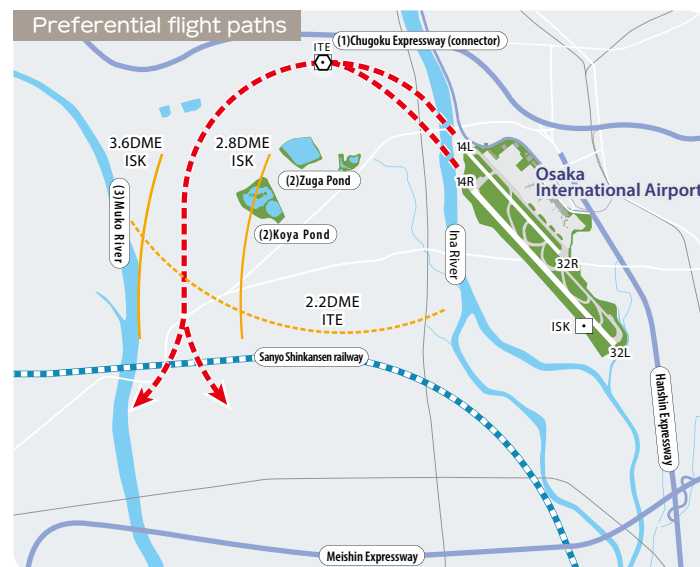 Preferential flight paths
ITE
(1)Chugoku Expressway (connector)
3.6DME
ISK
2.8DME
ISK
14L
14R
(2)Zuga Pond
(2)Koya Pond
(3)Muko River
Osaka
International Airport
Ina River
32R
2.2DME
ITE
ISK
32L
Sanyo Shinkansen railway
Hanshin Expressway
Meishin Expressway